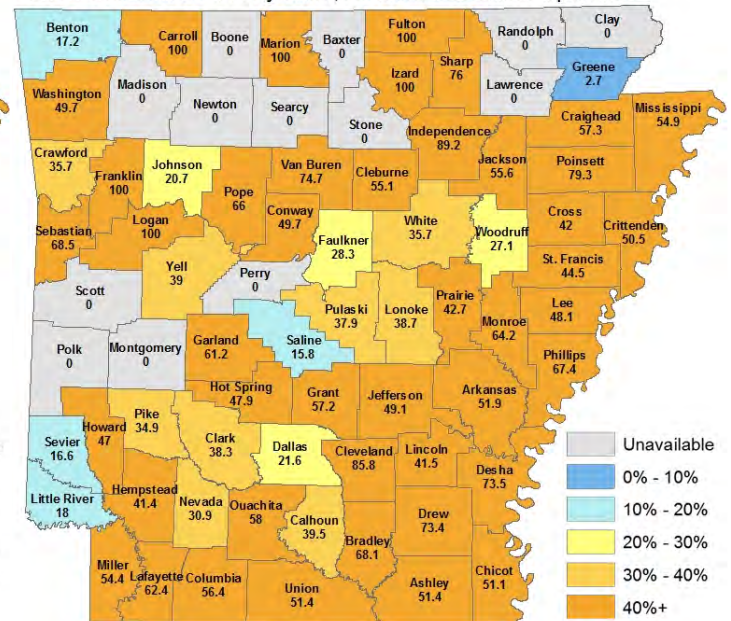 Benton
17.2
Carroll
100
Boone
0
Marion
100
Baxter
0
Fulton
100
Randolph
0
Clay
0
Greene
2.7
Izard
100
Sharp
76
Lawrence
0
Washington
49.7
Madison
0
Newton
0
Searcy
0
Stone
0
Independence
89.2
Craighead
57.3
Mississippi
54.9
Crawford
35.7
Franklin
100
Johnson
20.7
Pope
66
Van Buren
74.7
Cleburne
55.1
Jackson
55.6
Poinsett
79.3
Sebastian
68.5
Logan
100
Conway
49.7
Faulkner
28.3
White
35.7
Woodruff
27.1
Cross
42
Crittenden
50.5
St. Francis
44.5
Scott
0
Yell
39
Perry
0
Pulaski
37.9
Lonoke
38.7
Prairie
42.7
Monroe
64.2
Lee
48.1
Phillips
67.4
Polk
0
Montgomery
0
Garland
61.2
Saline
15.8
Hot Spring
47.9
Grant
57.2
Jefferson
49.1
Arkansas
51.9
Sevier
16.6
Howard
47
Pike
34.9
Clark
38.3
Dallas
21.6
Cleveland
85.8
Lincoln
41.5
Desha
73.5
Little River
18
Hempstead
41.4
Nevada
30.9
Ouachita
58
Calhoun
39.5
Bradley
68.1
Drew
73.4
Miller
54.4
Lafayette
62.4
Columbia
56.4
Union
51.4
Ashley
51.4
Chicot
51.1
Unavailable
0% - 10%
10% - 20%
20% - 30%
30% - 40%
40%+